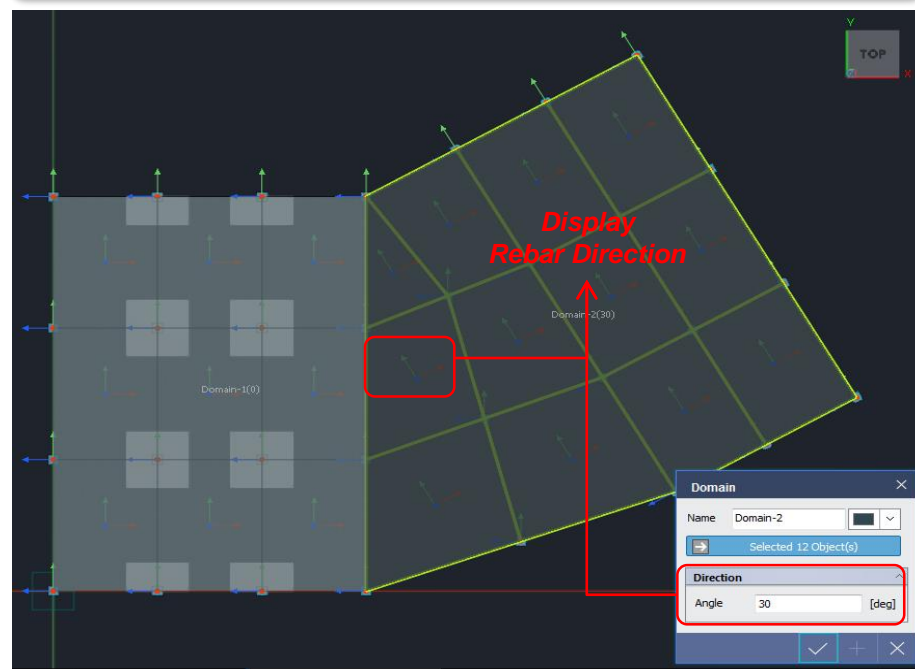 Y
TOP
X
Display
Rebar Direction
Domain-2(30)
Domain-1(0)
Domain
Name Domain-2
Selected 12 Object(s)
Direction
Angle 30 [deg]